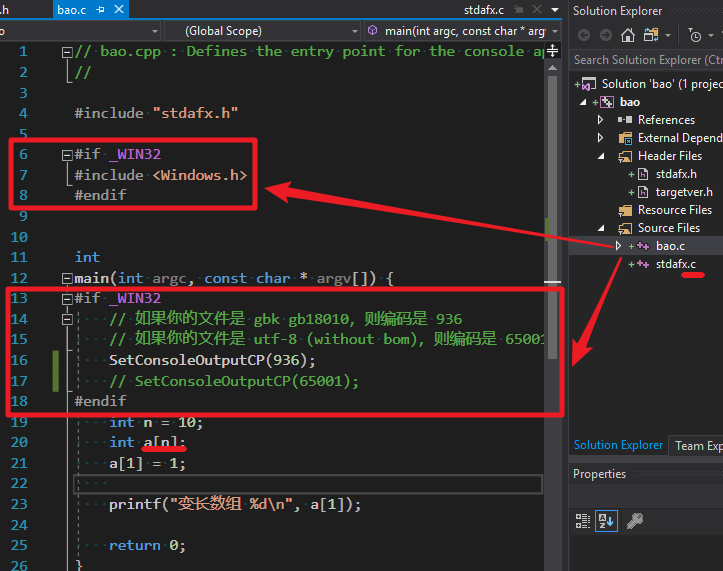 .h
bao.c
stdafx.c
o
(Global Scope)
main(int argc, const char * argv
1 // bao.cpp : Defines the entry point for the console ap
2 //
3
4 #include "stdafx.h"
5
6 #if _WIN32
7 #include <Windows.h>
8 #endif
9
10
11 int
12 main(int argc, const char * argv[]) {
13 #if _WIN32
14 // 如果你的文件是 gbk gb18010, 则编码是 936
15 // 如果你的文件是 utf-8 (without bom), 则编码是 65001
16 SetConsoleOutputCP(936);
17 // SetConsoleOutputCP(65001);
18 #endif
19 int n = 10;
20 int a[n];
21 a[1] = 1;
22
23 printf("变长数组 %d\n", a[1]);
24
25 return 0;
26 }
Solution Explorer
Search Solution Explorer (Ctr
Solution 'bao' (1 project
bao
References
External Depend
Header Files
stdafx.h
targetver.h
Resource Files
Source Files
bao.c
stdafx.c
Solution Explorer
Team Exp
Properties